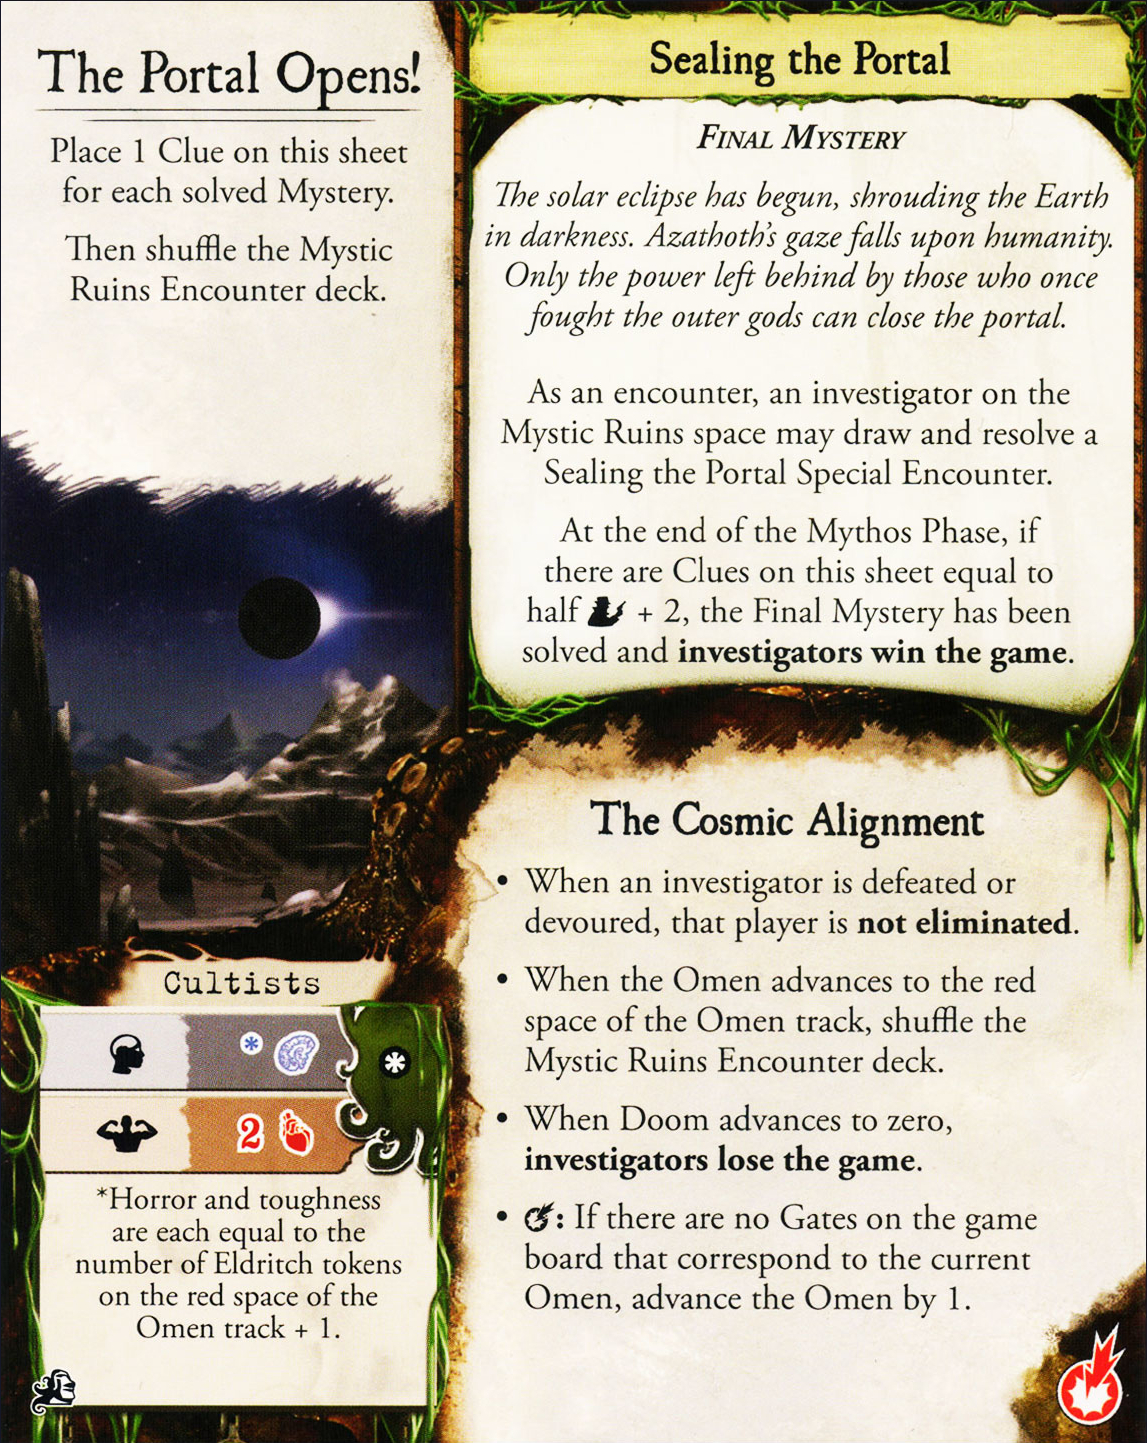 The Portal Opens!
Place 1 Clue on this sheet
for each solved Mystery.
Then shuffle the Mystic
Ruins Encounter deck.
Sealing the Portal
Final Mystery
The solar eclipse has begun, shrouding the Earth
in darkness. Azathoth's gaze falls upon humanity.
Only the power left behind by those who once
fought the outer gods can close the portal.
As an encounter, an investigator on the
Mystic Ruins space may draw and resolve a
Sealing the Portal Special Encounter.
At the end of the Mythos Phase, if
there are Clues on this sheet equal to
half + 2, the Final Mystery has been
solved and investigators win the game.
The Cosmic Alignment
• When an investigator is defeated or
devoured, that player is not eliminated.
• When the Omen advances to the red
space of the Omen track, shuffle the
Mystic Ruins Encounter deck.
• When Doom advances to zero,
investigators lose the game.
• : If there are no Gates on the game
board that correspond to the current
Omen, advance the Omen by 1.
Cultists
* *
2
*Horror and toughness
are each equal to the
number of Eldritch tokens
on the red space of the
Omen track + 1.